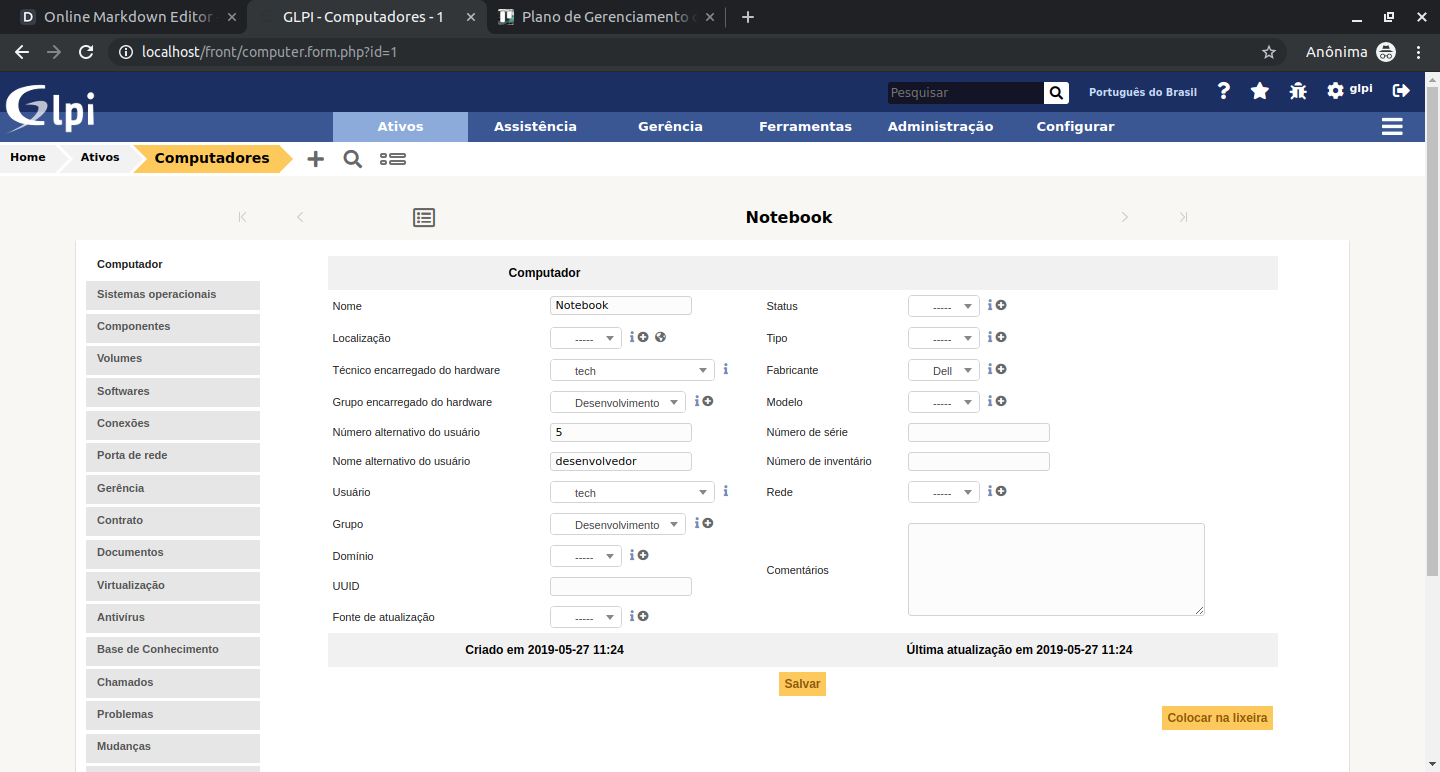 Online Markdown Editor
GLPI - Computadores - 1
Plano de Gerenciamento
localhost/front/computer.form.php?id=1
Anônima
Glpi
Pesquisar
Português do Brasil
glpi
Ativos
Assistência
Gerência
Ferramentas
Administração
Configurar
Home
Ativos
Computadores
Notebook
Computador
Sistemas operacionais
Componentes
Volumes
Softwares
Conexões
Porta de rede
Gerência
Contrato
Documentos
Virtualização
Antivírus
Base de Conhecimento
Chamados
Problemas
Mudanças
Computador
Nome Notebook Status -----
Localização ----- Tipo -----
Técnico encarregado do hardware tech Fabricante Dell
Grupo encarregado do hardware Desenvolvimento Modelo -----
Número alternativo do usuário 5 Número de série
Nome alternativo do usuário desenvolvedor Número de inventário
Usuário tech Rede -----
Grupo Desenvolvimento
Domínio -----
Comentários
UUID
Fonte de atualização -----
Criado em 2019-05-27 11:24 Última atualização em 2019-05-27 11:24
Salvar
Colocar na lixeira